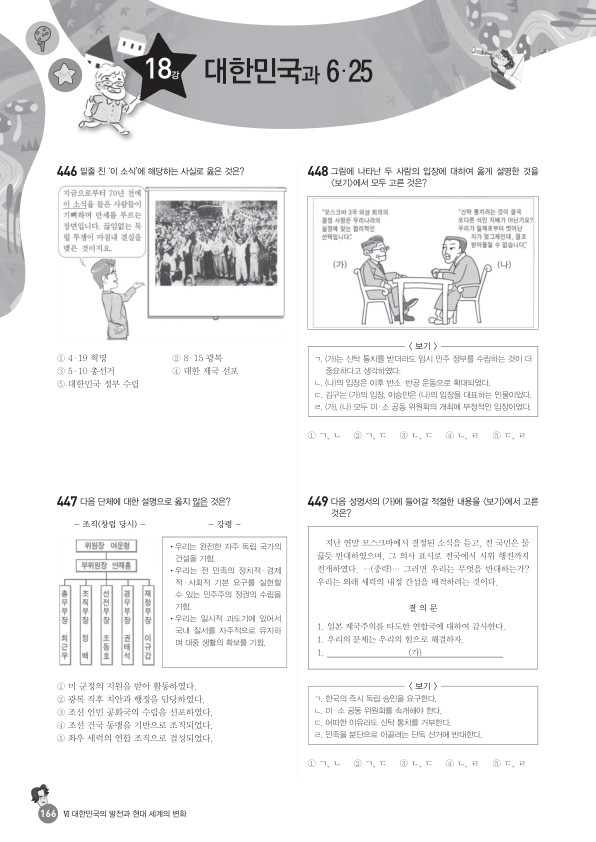 18강 대한민국과 6·25
446 밑줄 친 '이 소식'에 해당하는 사실로 옳은 것은?
지금으로부터 70년 전에
이 소식을 들은 사람들이
기뻐하며 만세를 부르는
장면입니다. 끊임없는 독
립 투쟁이 마침내 결실을
맺은 것이지요.
① 4·19 혁명
② 8·15 광복
③ 5·10 총선거
④ 대한 제국 선포
⑤ 대한민국 정부 수립
447 다음 단체에 대한 설명으로 옳지 않은 것은?
– 조직(창립 당시) –
위원장 여운형
부위원장 안재홍
총무부장 최근우
조직부장 정백
선전부장 조동호
경무부장 권태석
재정부장 이규갑
– 강령 –
• 우리는 완전한 자주 독립 국가의
건설을 기함.
• 우리는 전 민족의 정치적·경제
적·사회적 기본 요구를 실현할
수 있는 민주주의 정권의 수립을
기함.
• 우리는 일시적 과도기에 있어서
국내 질서를 자주적으로 유지하
며 대중 생활의 확보를 기함.
① 미 군정의 지원을 받아 활동하였다.
② 광복 직후 치안과 행정을 담당하였다.
③ 조선 인민 공화국의 수립을 선포하였다.
④ 조선 건국 동맹을 기반으로 조직되었다.
⑤ 좌우 세력의 연합 조직으로 결성되었다.
448 그림에 나타난 두 사람의 입장에 대하여 옳게 설명한 것을
〈보기〉에서 모두 고른 것은?
"모스크바 3국 외상 회의의
결정 사항은 우리나라의
실정에 맞는 합리적인
선택입니다."
(가)
"신탁 통치라는 것이 결국
또다른 식민 지배가 아닌가요?
우리가 일제로부터 벗어난
지가 엊그제인데, 결코
받아들일 수 없습니다."
(나)
〈 보기 〉
ㄱ. (가)는 신탁 통치를 받더라도 임시 민주 정부를 수립하는 것이 더
중요하다고 생각하였다.
ㄴ. (나)의 입장은 이후 반소·반공 운동으로 확대되었다.
ㄷ. 김구는 (가)의 입장, 이승만은 (나)의 입장을 대표하는 인물이었다.
ㄹ. (가), (나) 모두 미·소 공동 위원회의 개최에 부정적인 입장이었다.
① ㄱ, ㄴ ② ㄱ, ㄷ ③ ㄴ, ㄷ ④ ㄴ, ㄹ ⑤ ㄷ, ㄹ
449 다음 성명서의 (가)에 들어갈 적절한 내용을 〈보기〉에서 고른
것은?
지난 연말 모스크바에서 결정된 소식을 듣고, 전 국민은 물
끓듯 반대하였으며, 그 의사 표시로 전국에서 시위 행진까지
전개하였다. …(중략)… 그러면 우리는 무엇을 반대하는가?
우리는 외래 세력의 내정 간섭을 배격하려는 것이다.
결 의 문
1. 일본 제국주의를 타도한 연합국에 대하여 감사한다.
1. 우리의 문제는 우리의 힘으로 해결하자.
1. (가)
〈 보기 〉
ㄱ. 한국의 즉시 독립 승인을 요구한다.
ㄴ. 미·소 공동 위원회를 속개해야 한다.
ㄷ. 어떠한 이유라도 신탁 통치를 거부한다.
ㄹ. 민족을 분단으로 이끌려는 단독 선거에 반대한다.
① ㄱ, ㄴ ② ㄱ, ㄷ ③ ㄴ, ㄷ ④ ㄴ, ㄹ ⑤ ㄷ, ㄹ
166 Ⅵ 대한민국의 발전과 현대 세계의 변화